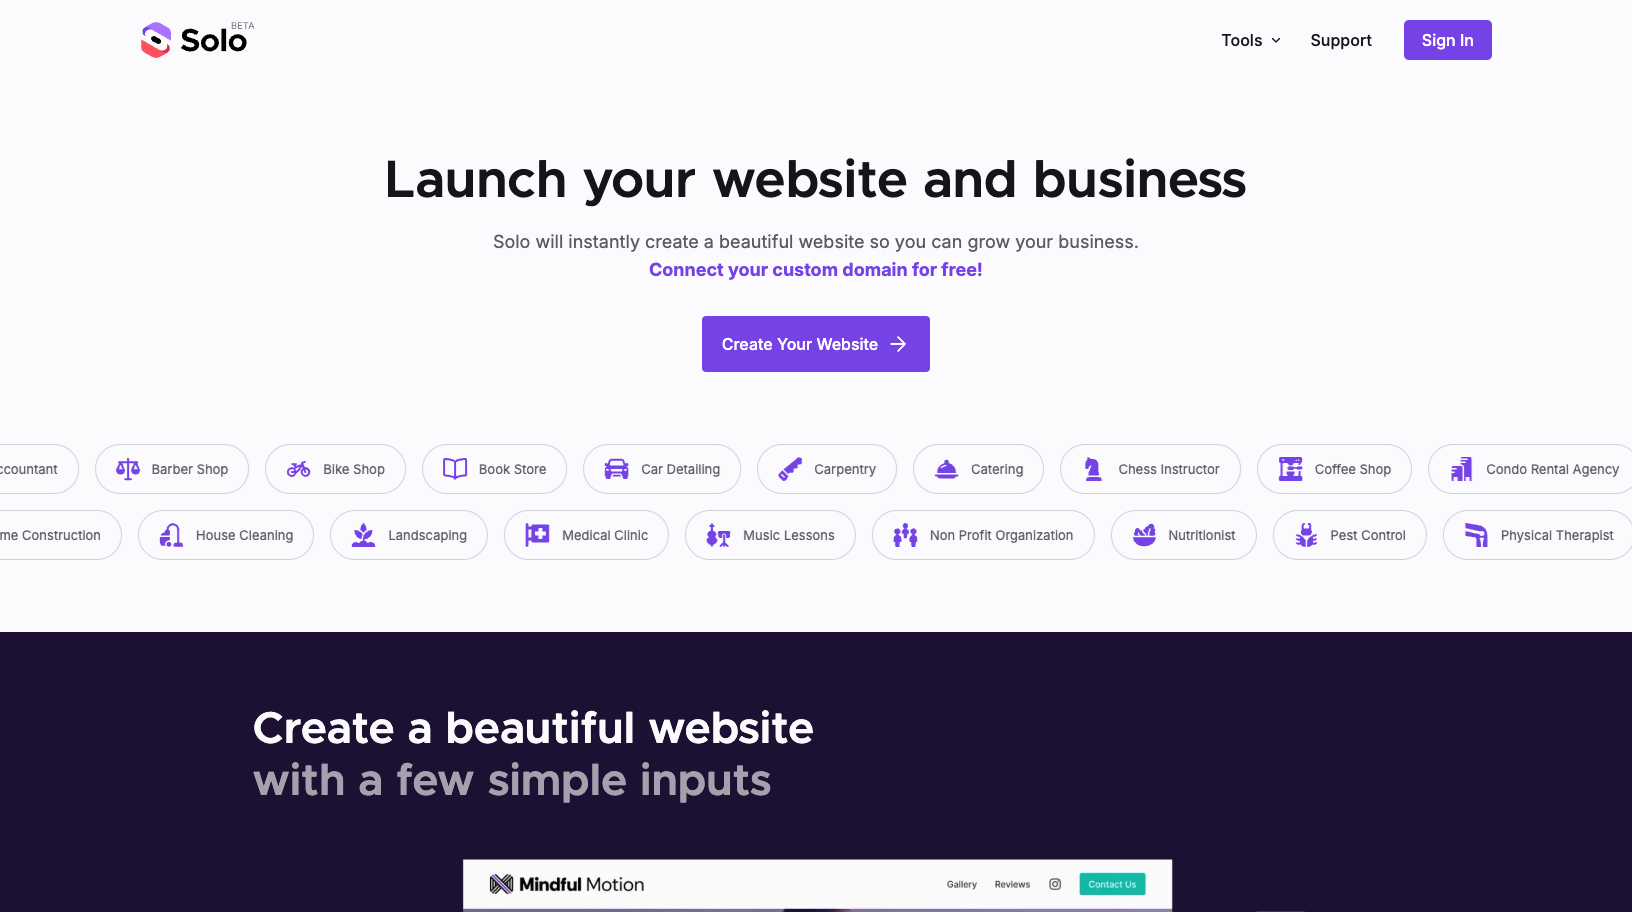 Solo BETA
Tools Support Sign In
Launch your website and business
Solo will instantly create a beautiful website so you can grow your business.
Connect your custom domain for free!
Create Your Website
Barber Shop Bike Shop Book Store Car Detailing Carpentry Catering Chess Instructor Coffee Shop Condo Rental Agency
Construction House Cleaning Landscaping Medical Clinic Music Lessons Non Profit Organization Nutritionist Pest Control Physical Therapist
Create a beautiful website
with a few simple inputs
Mindful Motion Gallery Reviews Contact Us